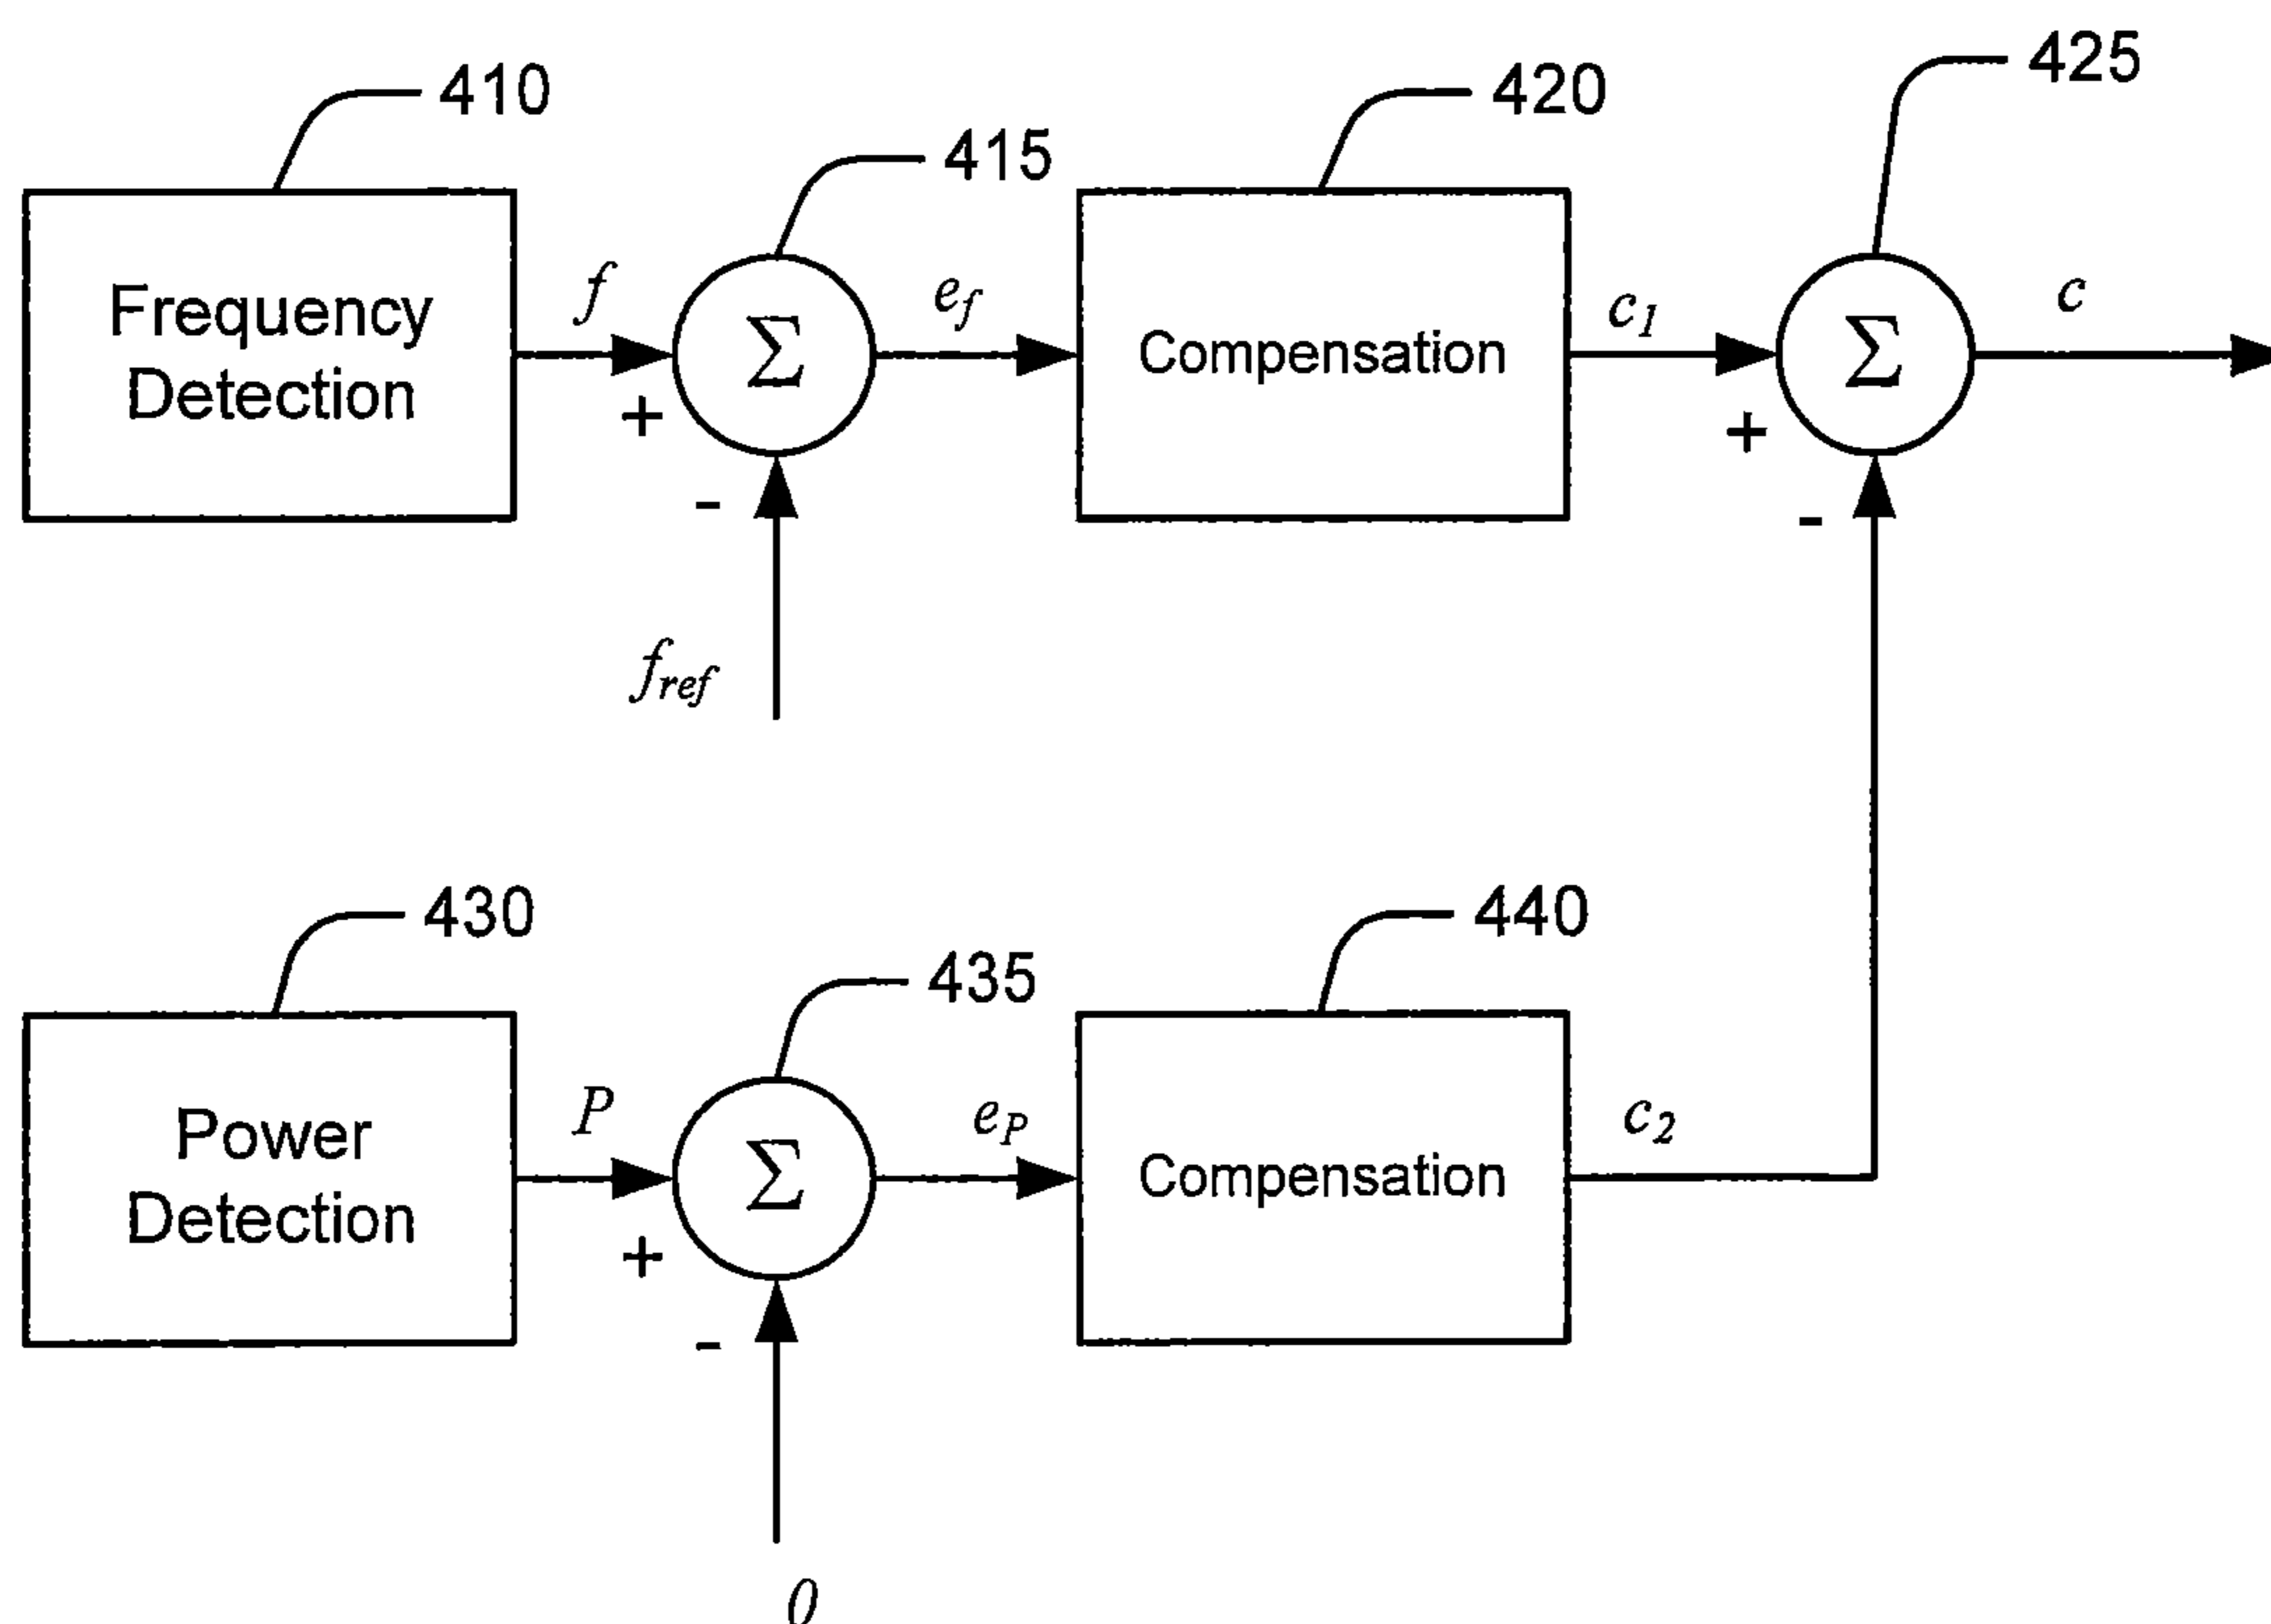 410
415
420
425
Frequency
Detection
f
+
Σ
-
f_ref
e_f
Compensation
c_1
+
Σ
-
c
430
435
440
Power
Detection
P
+
Σ
-
0
e_P
Compensation
c_2